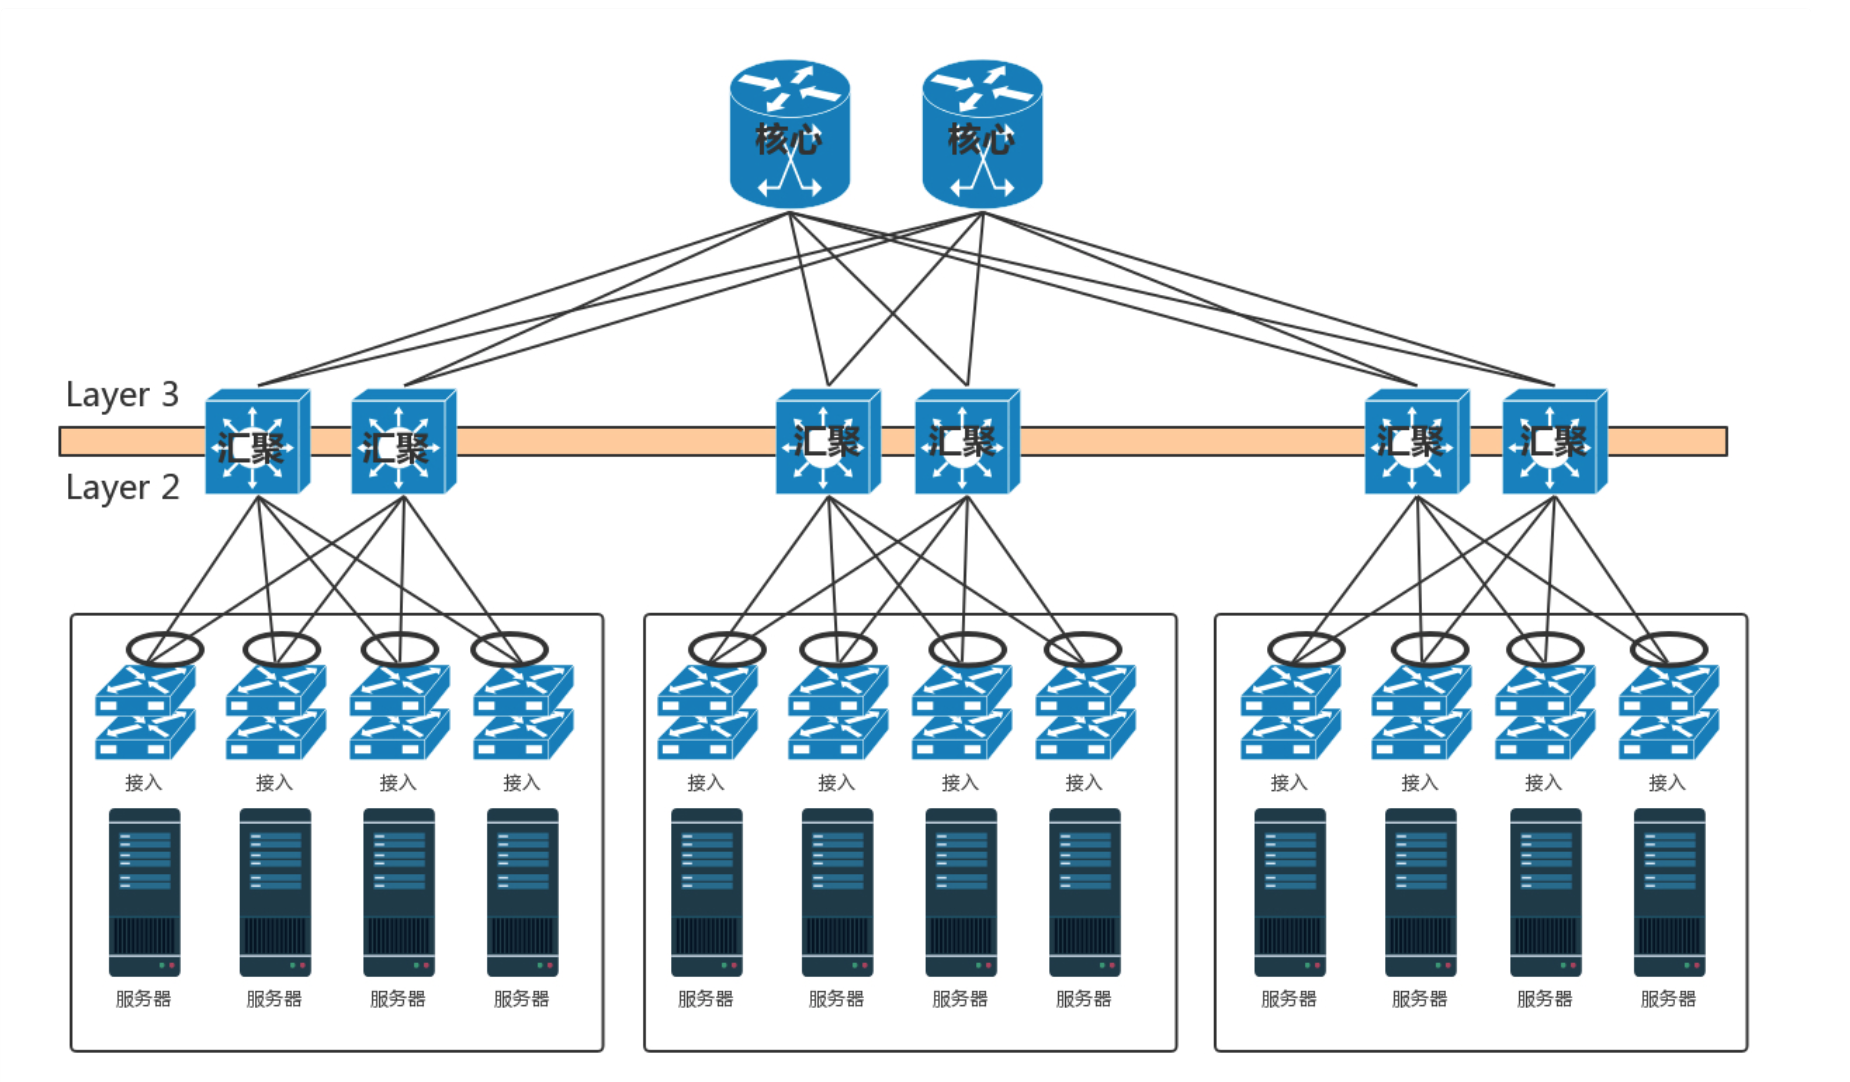 核心
核心
Layer 3
汇聚
汇聚
汇聚
汇聚
汇聚
汇聚
Layer 2
接入
接入
接入
接入
接入
接入
接入
接入
接入
接入
接入
接入
服务器
服务器
服务器
服务器
服务器
服务器
服务器
服务器
服务器
服务器
服务器
服务器